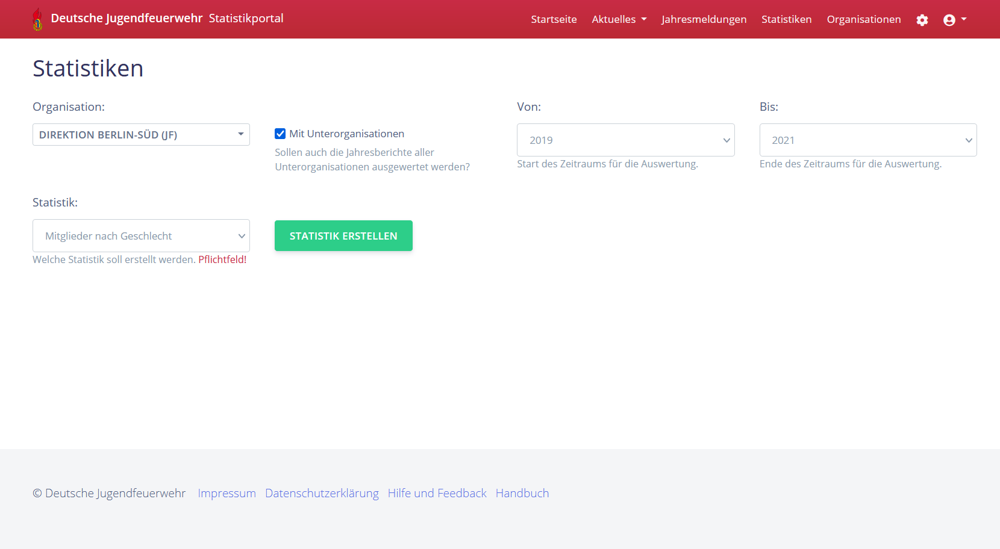 Deutsche Jugendfeuerwehr Statistikportal
Startseite Aktuelles Jahresmeldungen Statistiken Organisationen
Statistiken
Organisation:
DIREKTION BERLIN-SÜD (JF)
Mit Unterorganisationen
Sollen auch die Jahresberichte aller
Unterorganisationen ausgewertet werden?
Von:
2019
Start des Zeitraums für die Auswertung.
Bis:
2021
Ende des Zeitraums für die Auswertung.
Statistik:
Mitglieder nach Geschlecht
Welche Statistik soll erstellt werden. Pflichtfeld!
STATISTIK ERSTELLEN
© Deutsche Jugendfeuerwehr Impressum Datenschutzerklärung Hilfe und Feedback Handbuch